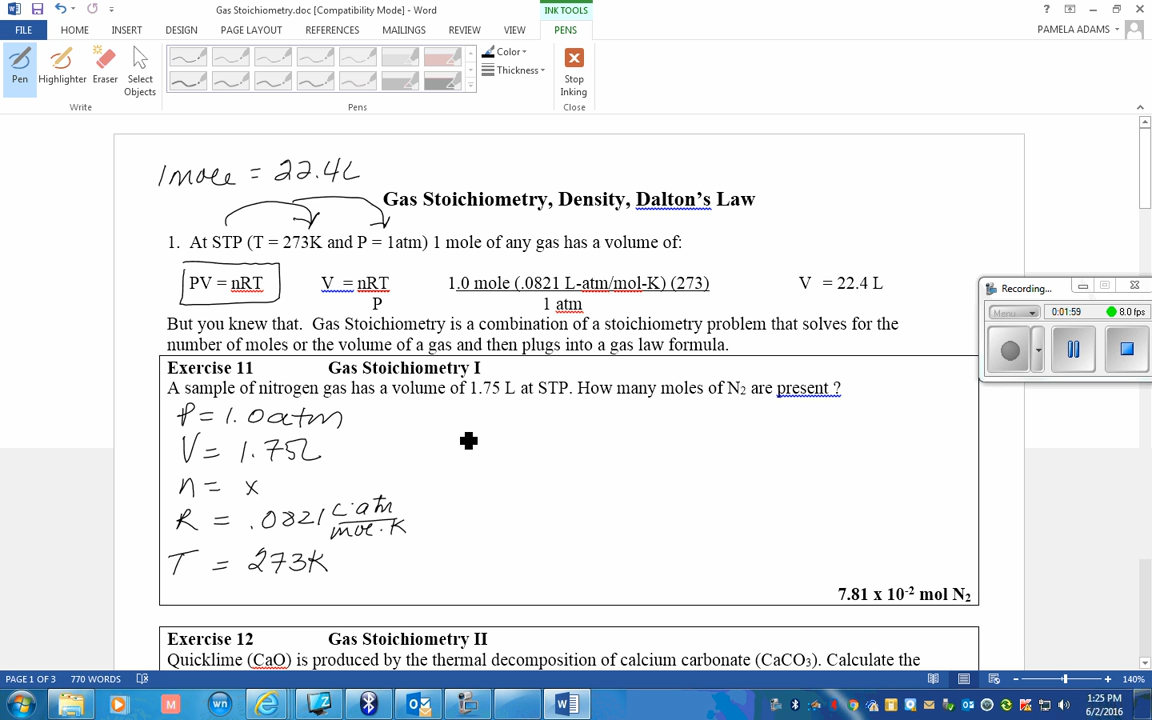 Gas Stoichiometry.doc [Compatibility Mode] - Word
INK TOOLS
FILE HOME INSERT DESIGN PAGE LAYOUT REFERENCES MAILINGS REVIEW VIEW PENS PAMELA ADAMS
Pen Highlighter Eraser Select Objects
Color
Thickness
Stop Inking
Write Pens Close
1 mole = 22.4L
Gas Stoichiometry, Density, Dalton's Law
1. At STP (T = 273K and P = 1atm) 1 mole of any gas has a volume of:
PV = nRT V = nRT 1.0 mole (.0821 L-atm/mol-K) (273) V = 22.4 L
P 1 atm
But you knew that. Gas Stoichiometry is a combination of a stoichiometry problem that solves for the
number of moles or the volume of a gas and then plugs into a gas law formula.
Exercise 11 Gas Stoichiometry I
A sample of nitrogen gas has a volume of 1.75 L at STP. How many moles of N₂ are present ?
P = 1.0atm
V = 1.75L
n = x
R = .0821 L·atm
mole·K
T = 273K
7.81 x 10⁻² mol N₂
Exercise 12 Gas Stoichiometry II
Quicklime (CaO) is produced by the thermal decomposition of calcium carbonate (CaCO₃). Calculate the
Recording...
Menu 0:01:59 8.0 fps
PAGE 1 OF 3 770 WORDS 140%
1:25 PM
6/2/2016